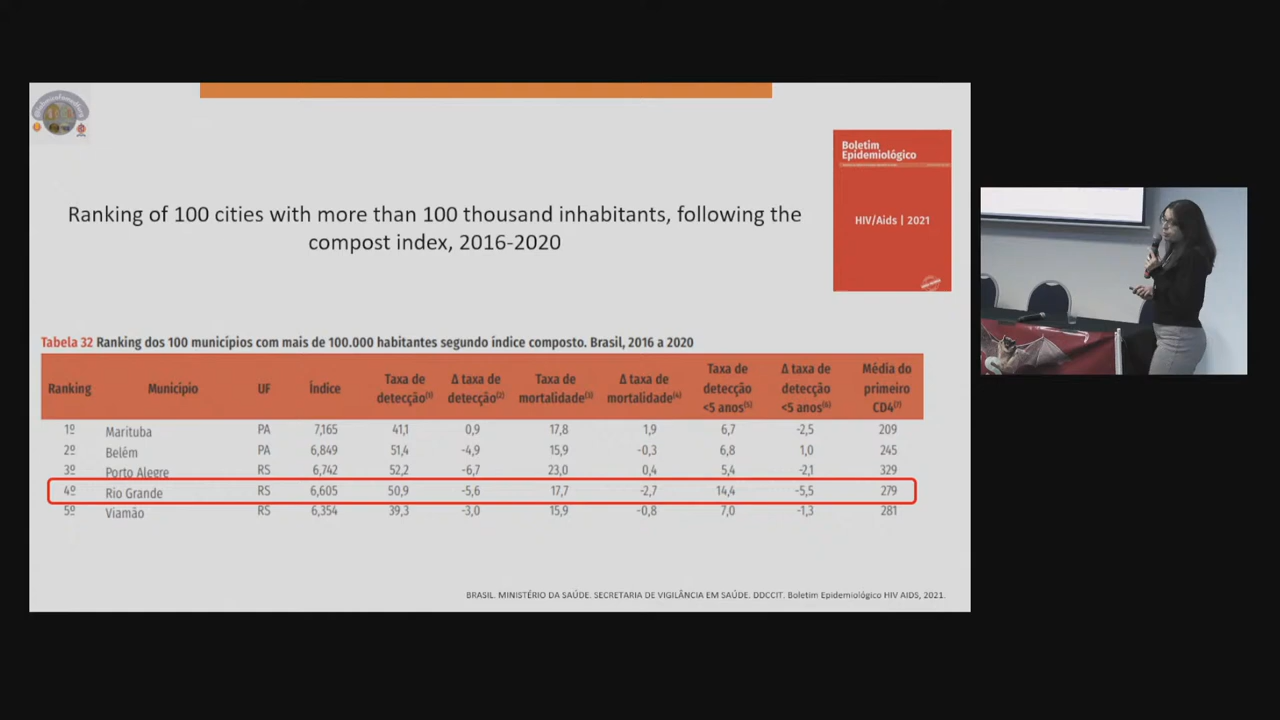 Boletim
Epidemiológico
HIV/Aids | 2021
Ranking of 100 cities with more than 100 thousand inhabitants, following the
compost index, 2016-2020
Tabela 32 Ranking dos 100 municípios com mais de 100.000 habitantes segundo índice composto. Brasil, 2016 a 2020
Ranking Município UF Índice Taxa de detecção(1) Δ taxa de detecção(2) Taxa de mortalidade(3) Δ taxa de mortalidade(4) Taxa de detecção <5 anos(5) Δ taxa de detecção <5 anos(6) Média do primeiro CD4(7)
1º Marituba PA 7,165 41,1 0,9 17,8 1,9 6,7 -2,5 209
2º Belém PA 6,849 51,4 -4,9 15,9 -0,3 6,8 1,0 245
3º Porto Alegre RS 6,742 52,2 -6,7 23,0 0,4 5,4 -2,1 329
4º Rio Grande RS 6,605 50,9 -5,6 17,7 -2,7 14,4 -5,5 279
5º Viamão RS 6,354 39,3 -3,0 15,9 -0,8 7,0 -1,3 281
BRASIL. MINISTÉRIO DA SAÚDE. SECRETARIA DE VIGILÂNCIA EM SAÚDE. DDCCIT. Boletim Epidemiológico HIV AIDS, 2021.